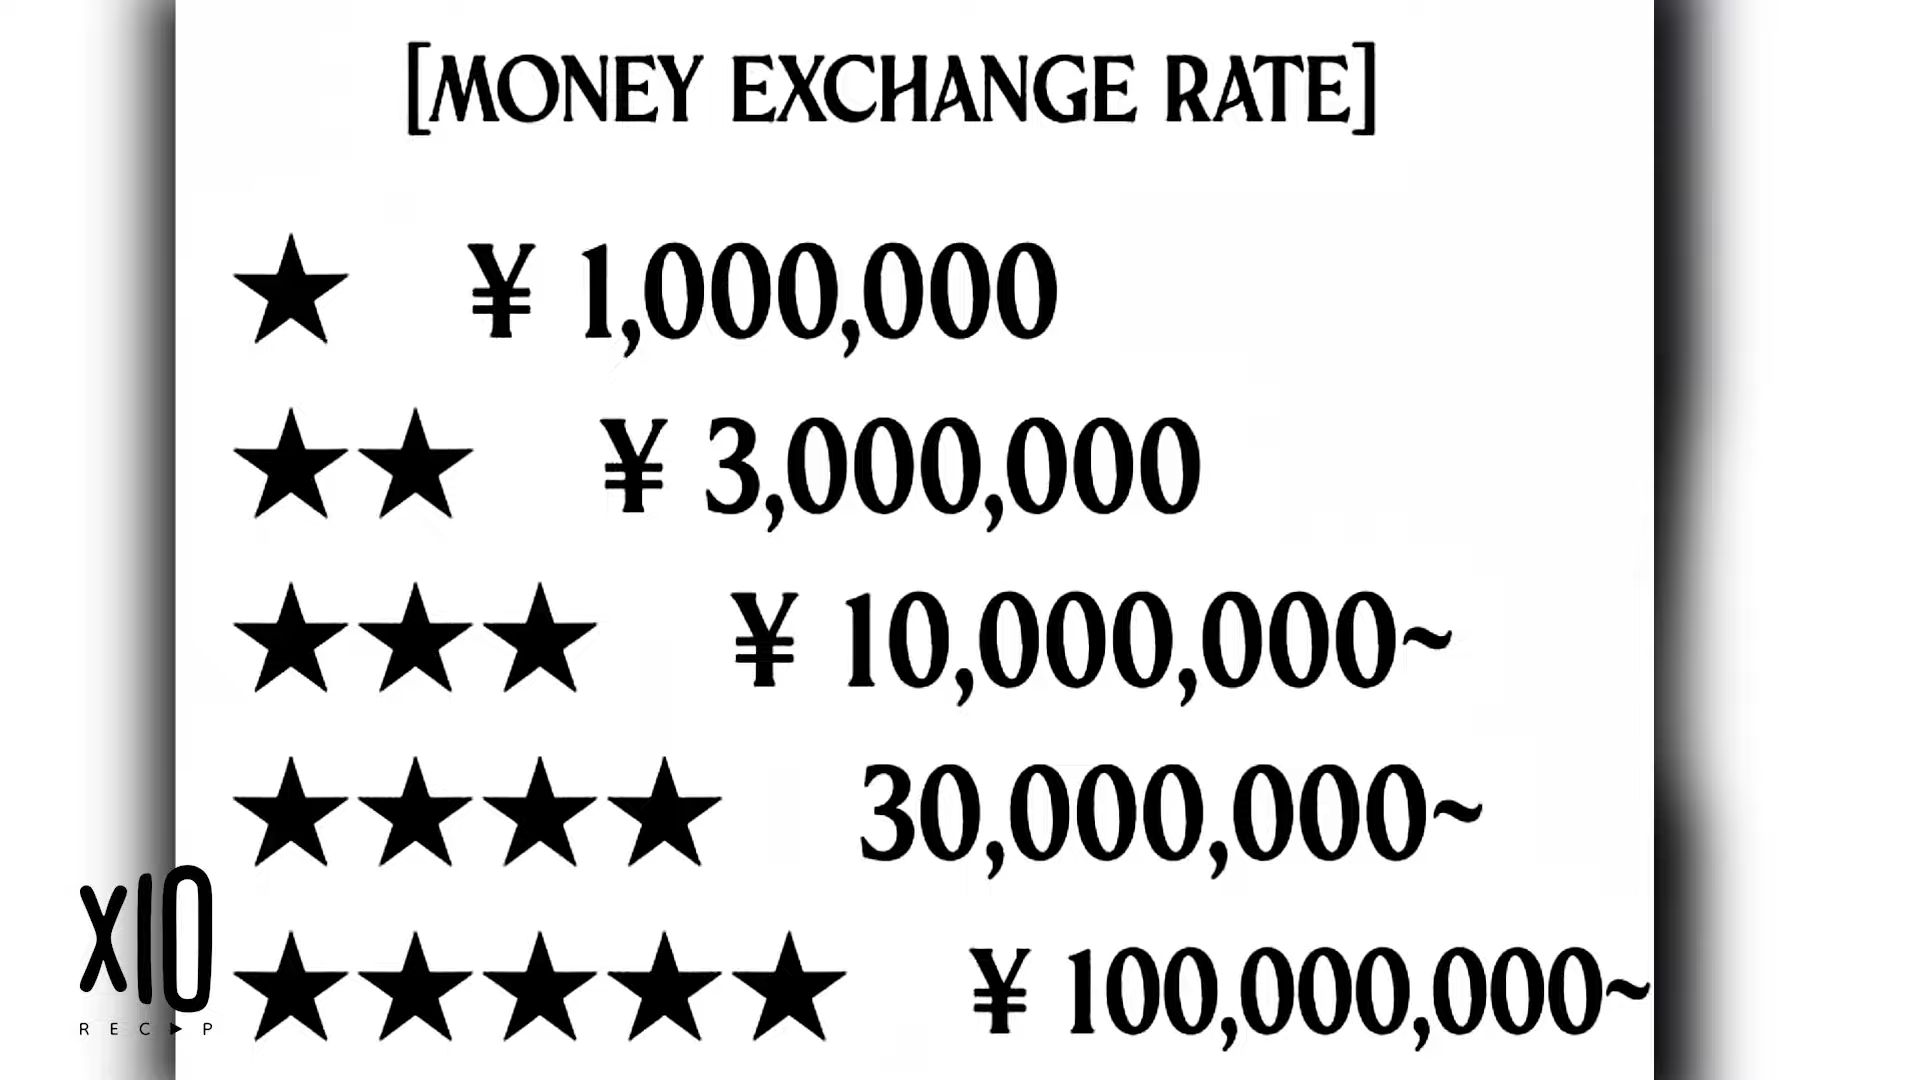 [MONEY EXCHANGE RATE]
★ ¥ 1,000,000
★★ ¥ 3,000,000
★★★ ¥ 10,000,000~
★★★★ 30,000,000~
★★★★★ ¥ 100,000,000~
X10
RECAP